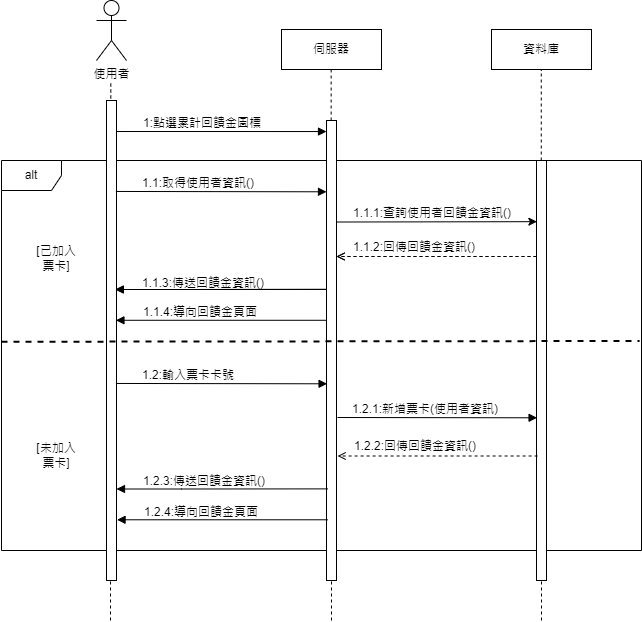 使用者
伺服器
資料庫
1:點選累計回饋金圖標
alt
1.1:取得使用者資訊()
1.1.1:查詢使用者回饋金資訊()
[已加入
票卡]
1.1.2:回傳回饋金資訊()
1.1.3:傳送回饋金資訊()
1.1.4:導向回饋金頁面
1.2:輸入票卡卡號
1.2.1:新增票卡(使用者資訊)
[未加入
票卡]
1.2.2:回傳回饋金資訊()
1.2.3:傳送回饋金資訊()
1.2.4:導向回饋金頁面